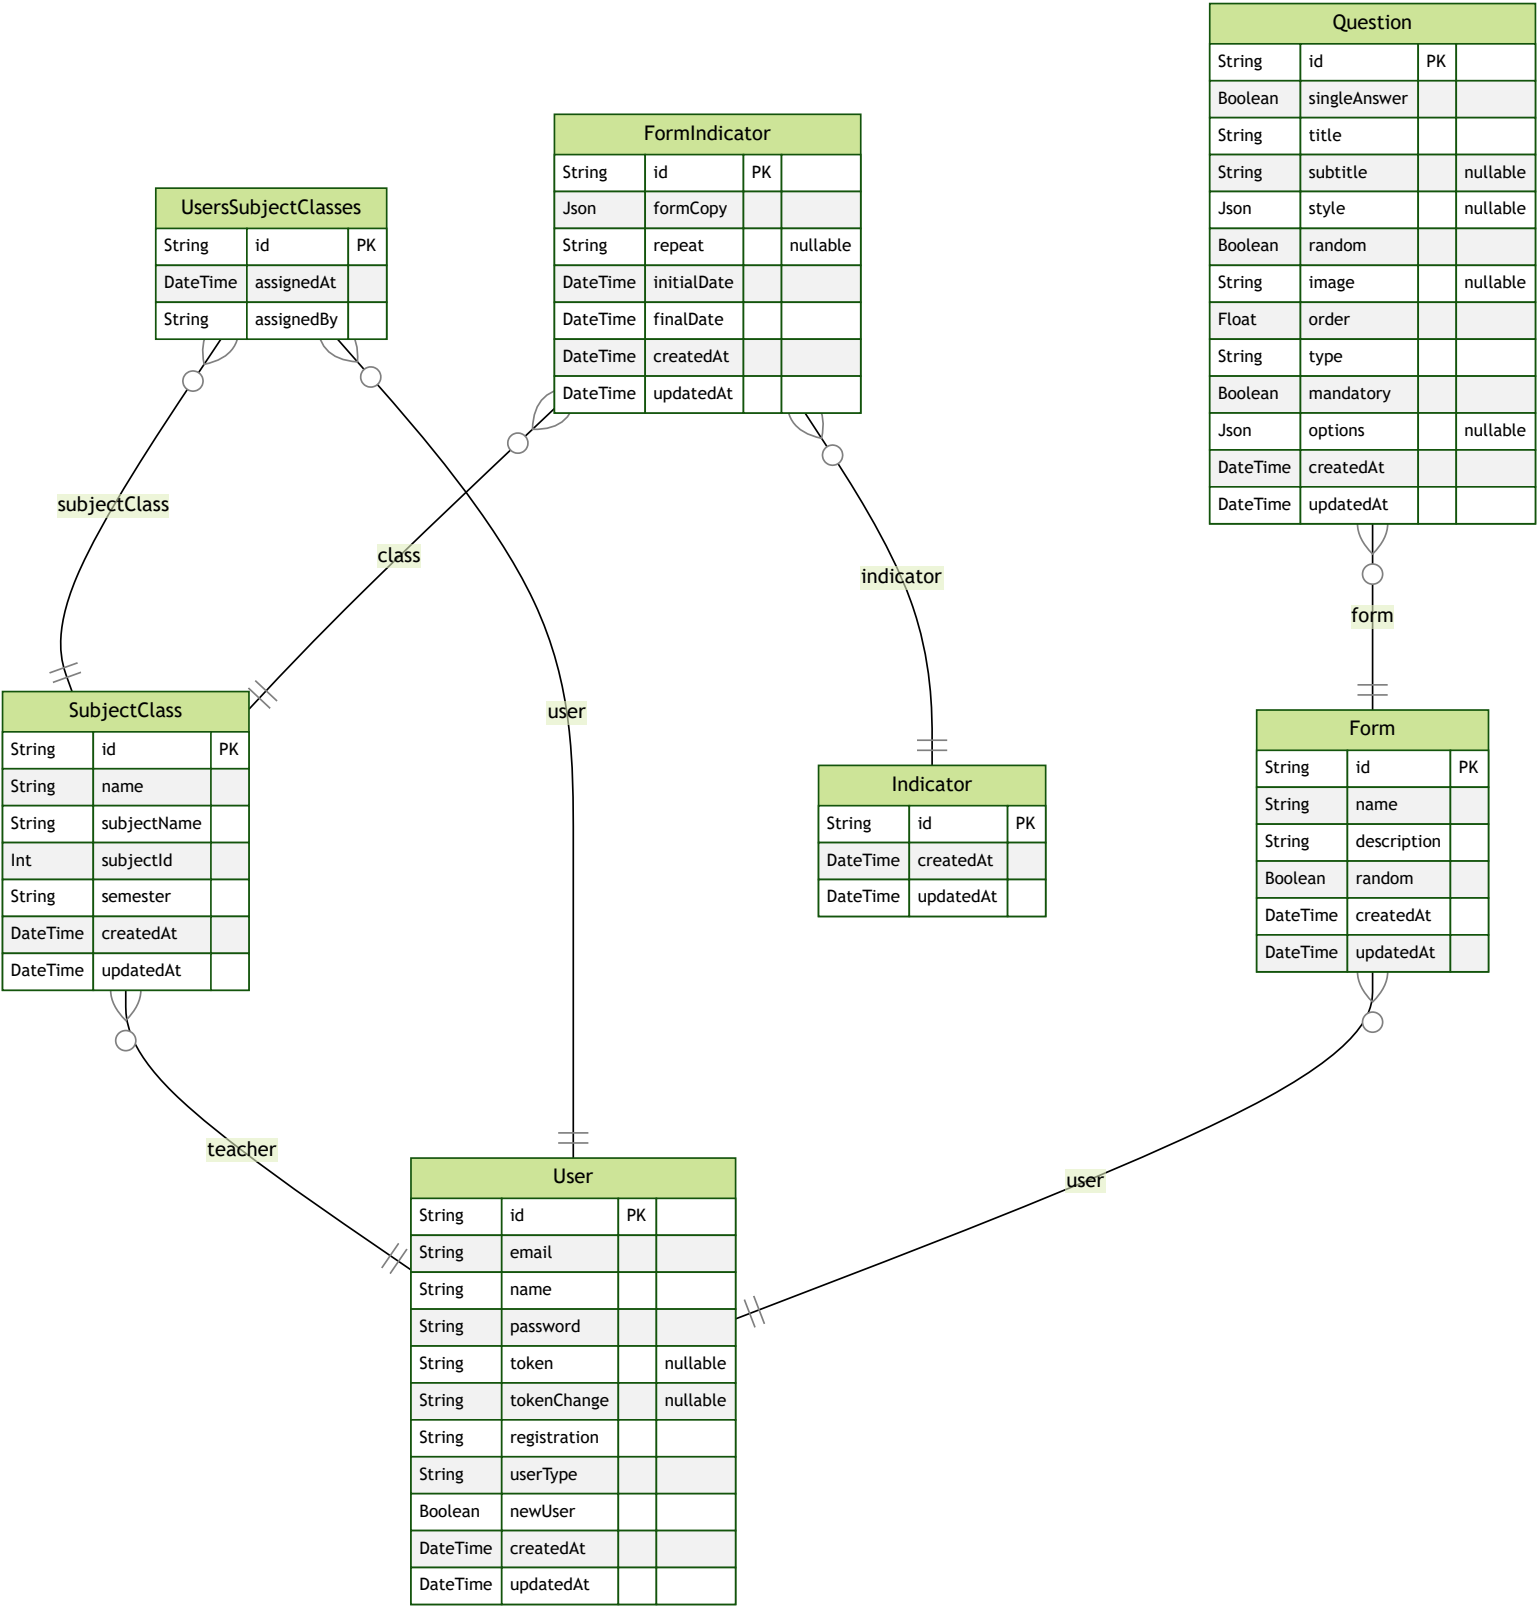 Question
String id PK
Boolean singleAnswer
String title
String subtitle nullable
Json style nullable
Boolean random
String image nullable
Float order
String type
Boolean mandatory
Json options nullable
DateTime createdAt
DateTime updatedAt
FormIndicator
String id PK
Json formCopy
String repeat nullable
DateTime initialDate
DateTime finalDate
DateTime createdAt
DateTime updatedAt
UsersSubjectClasses
String id PK
DateTime assignedAt
String assignedBy
subjectClass
class
indicator
form
user
SubjectClass
String id PK
String name
String subjectName
Int subjectId
String semester
DateTime createdAt
DateTime updatedAt
Indicator
String id PK
DateTime createdAt
DateTime updatedAt
Form
String id PK
String name
String description
Boolean random
DateTime createdAt
DateTime updatedAt
teacher
user
User
String id PK
String email
String name
String password
String token nullable
String tokenChange nullable
String registration
String userType
Boolean newUser
DateTime createdAt
DateTime updatedAt